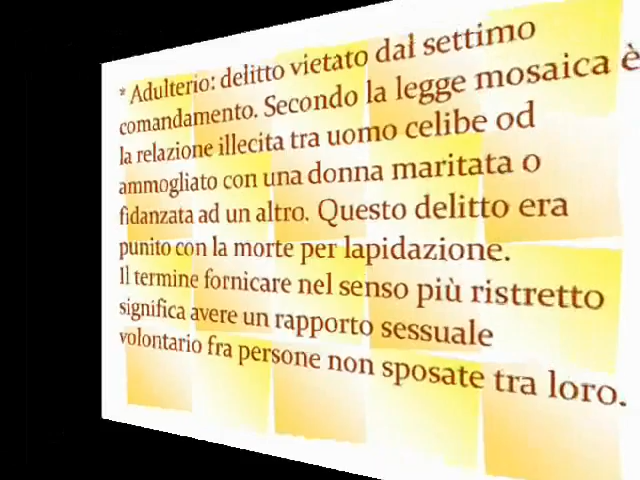 * Adulterio: delitto vietato dal settimo
comandamento. Secondo la legge mosaica è
la relazione illecita tra uomo celibe od
ammogliato con una donna maritata o
fidanzata ad un altro. Questo delitto era
punito con la morte per lapidazione.
Il termine fornicare nel senso più ristretto
significa avere un rapporto sessuale
volontario fra persone non sposate tra loro.